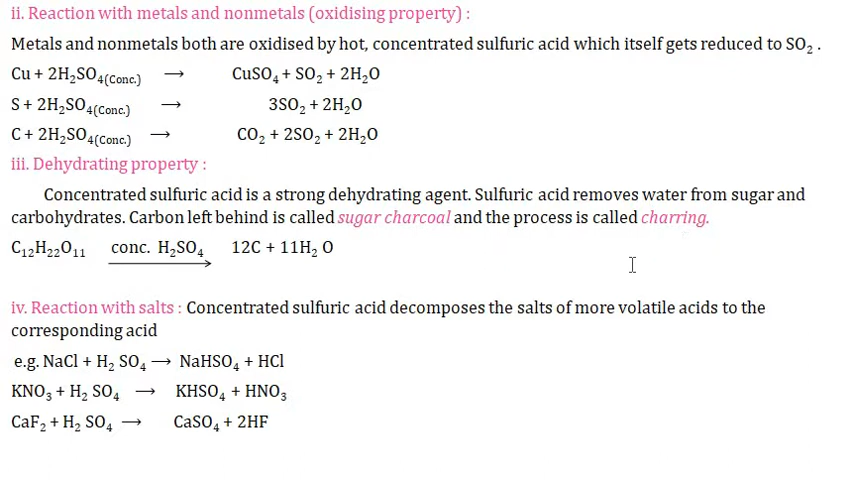 ii. Reaction with metals and nonmetals (oxidising property) :
Metals and nonmetals both are oxidised by hot, concentrated sulfuric acid which itself gets reduced to SO₂ .
Cu + 2H₂SO₄(Conc.) → CuSO₄ + SO₂ + 2H₂O
S + 2H₂SO₄(Conc.) → 3SO₂ + 2H₂O
C + 2H₂SO₄(Conc.) → CO₂ + 2SO₂ + 2H₂O
iii. Dehydrating property :
Concentrated sulfuric acid is a strong dehydrating agent. Sulfuric acid removes water from sugar and
carbohydrates. Carbon left behind is called sugar charcoal and the process is called charring.
C₁₂H₂₂O₁₁ conc. H₂SO₄ → 12C + 11H₂ O
iv. Reaction with salts : Concentrated sulfuric acid decomposes the salts of more volatile acids to the
corresponding acid
e.g. NaCl + H₂ SO₄ → NaHSO₄ + HCl
KNO₃ + H₂ SO₄ → KHSO₄ + HNO₃
CaF₂ + H₂ SO₄ → CaSO₄ + 2HF